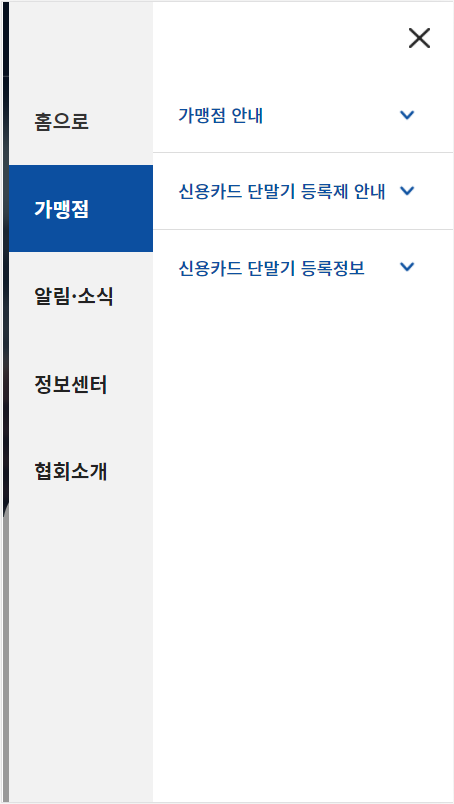 홈으로
가맹점
알림·소식
정보센터
협회소개
가맹점 안내
신용카드 단말기 등록제 안내
신용카드 단말기 등록정보